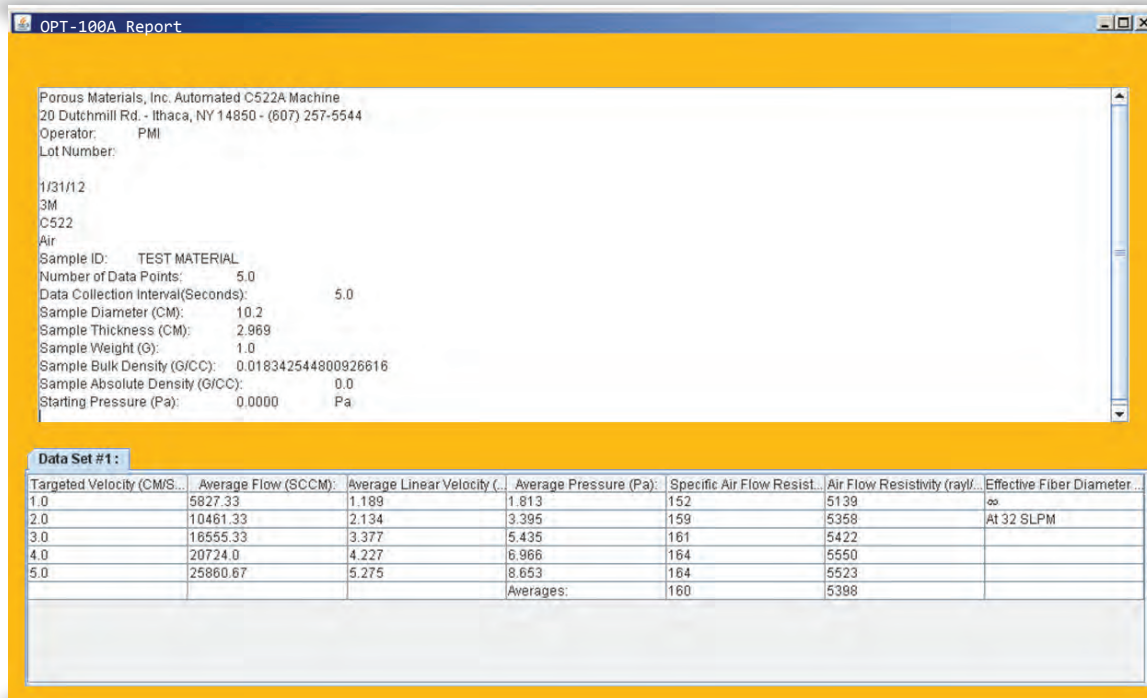 OPT-100A Report
Porous Materials, Inc. Automated C522A Machine
20 Dutchmill Rd. - Ithaca, NY 14850 - (607) 257-5544
Operator: PMI
Lot Number:
1/31/12
3M
C522
Air
Sample ID: TEST MATERIAL
Number of Data Points: 5.0
Data Collection Interval(Seconds): 5.0
Sample Diameter (CM): 10.2
Sample Thickness (CM): 2.969
Sample Weight (G): 1.0
Sample Bulk Density (G/CC): 0.018342544800926616
Sample Absolute Density (G/CC): 0.0
Starting Pressure (Pa): 0.0000 Pa
Data Set #1:
Targeted Velocity (CM/S... Average Flow (SCCM): Average Linear Velocity (... Average Pressure (Pa): Specific Air Flow Resist... Air Flow Resistivity (rayl/... Effective Fiber Diameter...
1.0 5827.33 1.189 1.813 152 5139 ∞
2.0 10461.33 2.134 3.395 159 5358 At 32 SLPM
3.0 16555.33 3.377 5.435 161 5422
4.0 20724.0 4.227 6.966 164 5550
5.0 25860.67 5.275 8.653 164 5523
Averages: 160 5398